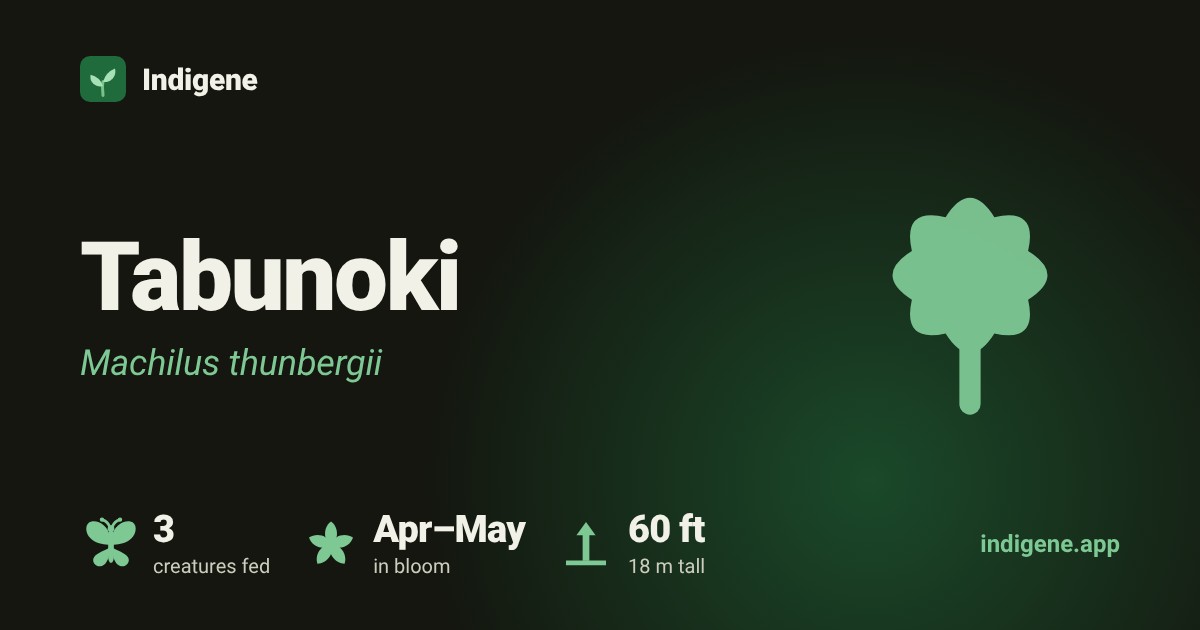 Indigene
Tabunoki
Machilus thunbergii
3
creatures fed
Apr–May
in bloom
60 ft
18 m tall
indigene.app